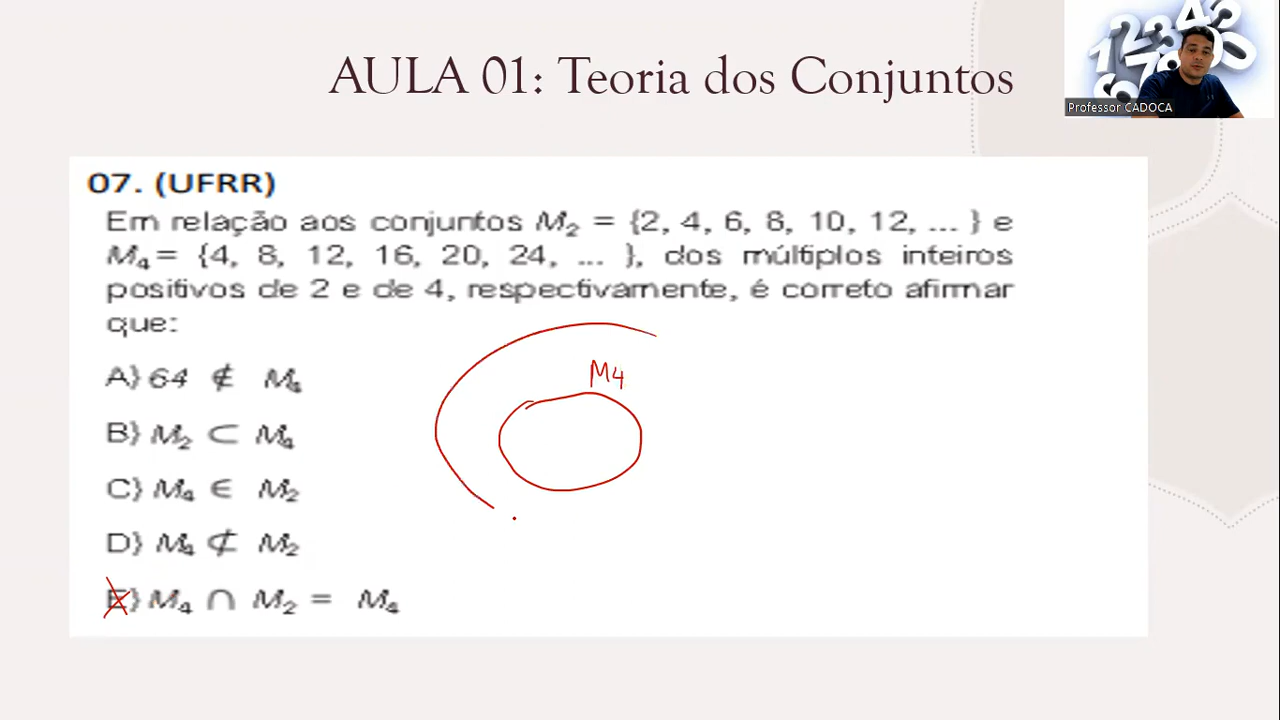 AULA 01: Teoria dos Conjuntos
Professor CADOCA
07. (UFRR)
Em relação aos conjuntos M₂ = {2, 4, 6, 8, 10, 12, ... } e
M₄ = {4, 8, 12, 16, 20, 24, ... }, dos múltiplos inteiros
positivos de 2 e de 4, respectivamente, é correto afirmar
que:
M4
A) 64 ∉ M₄
B) M₂ ⊂ M₄
C) M₄ ∈ M₂
D) M₄ ⊄ M₂
E) M₄ ∩ M₂ = M₄